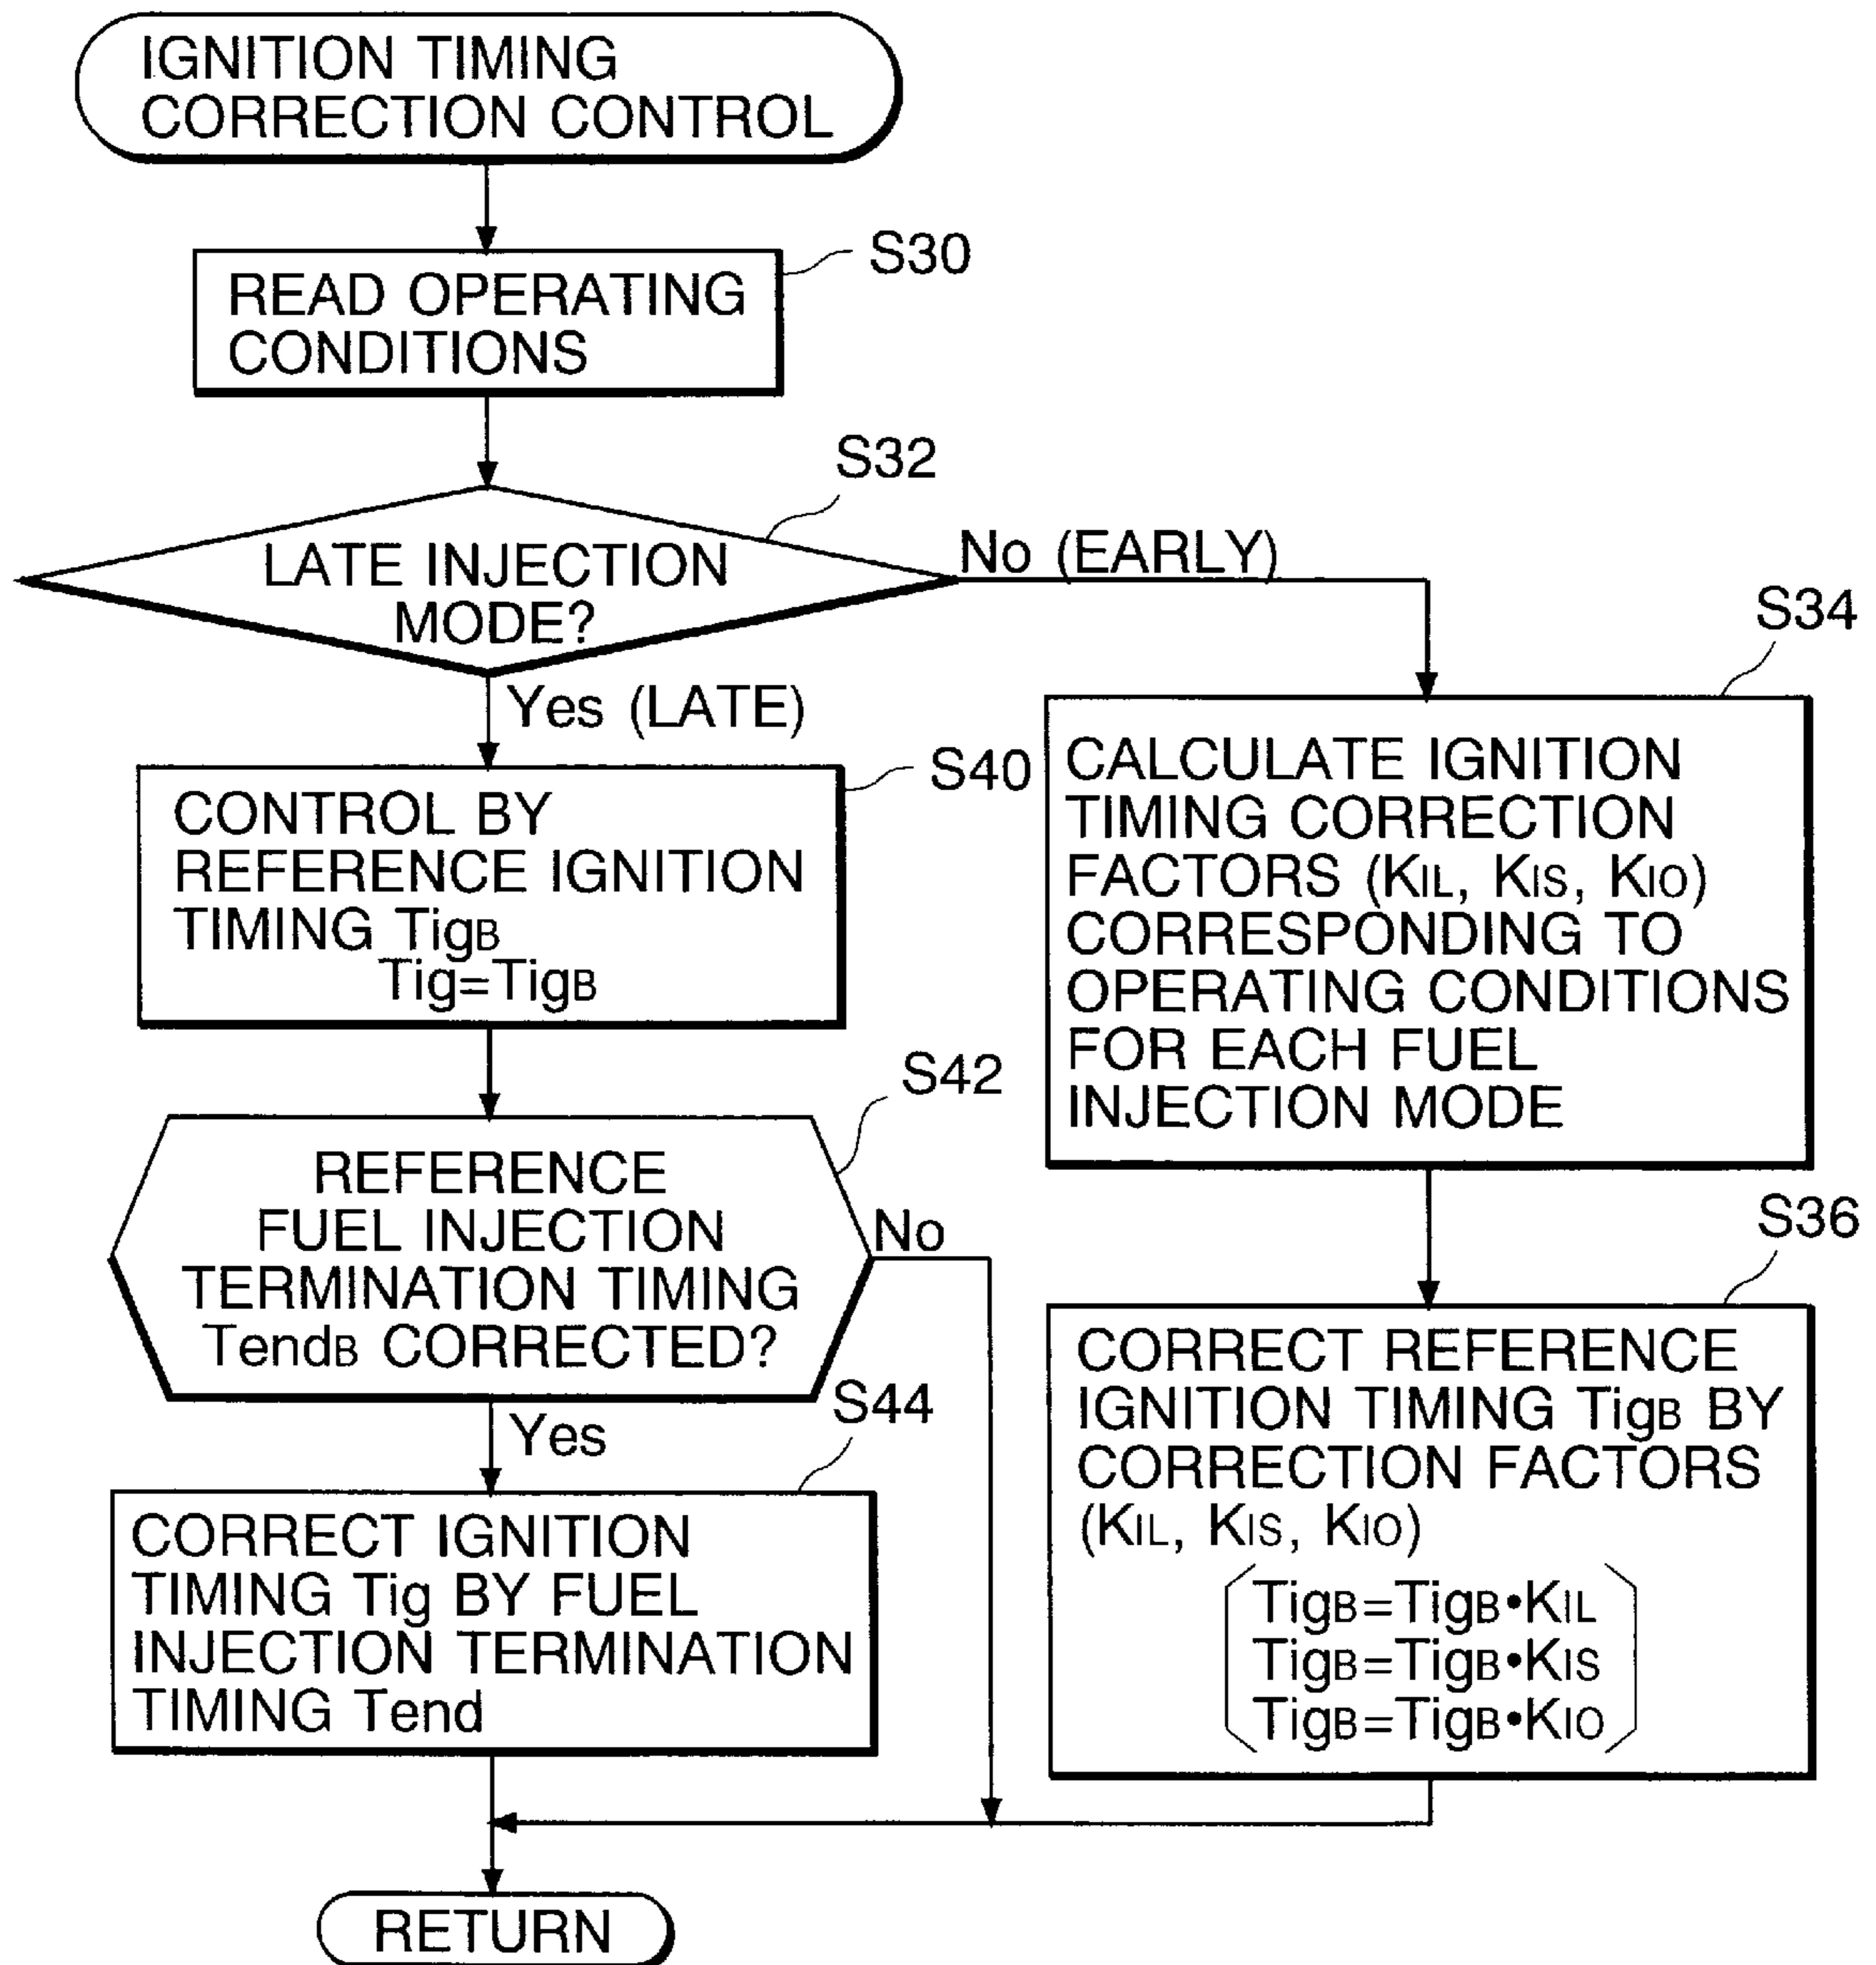 IGNITION TIMING
CORRECTION CONTROL
S30
READ OPERATING
CONDITIONS
S32
LATE INJECTION
MODE?
No (EARLY)
Yes (LATE)
S34
CALCULATE IGNITION
TIMING CORRECTION
FACTORS (KIL, KIS, KIO)
CORRESPONDING TO
OPERATING CONDITIONS
FOR EACH FUEL
INJECTION MODE
S40
CONTROL BY
REFERENCE IGNITION
TIMING TigB
Tig=TigB
S42
REFERENCE
FUEL INJECTION
TERMINATION TIMING
TendB CORRECTED?
No
Yes
S36
CORRECT REFERENCE
IGNITION TIMING TigB BY
CORRECTION FACTORS
(KIL, KIS, KIO)
TigB=TigB•KIL
TigB=TigB•KIS
TigB=TigB•KIO
S44
CORRECT IGNITION
TIMING Tig BY FUEL
INJECTION TERMINATION
TIMING Tend
RETURN